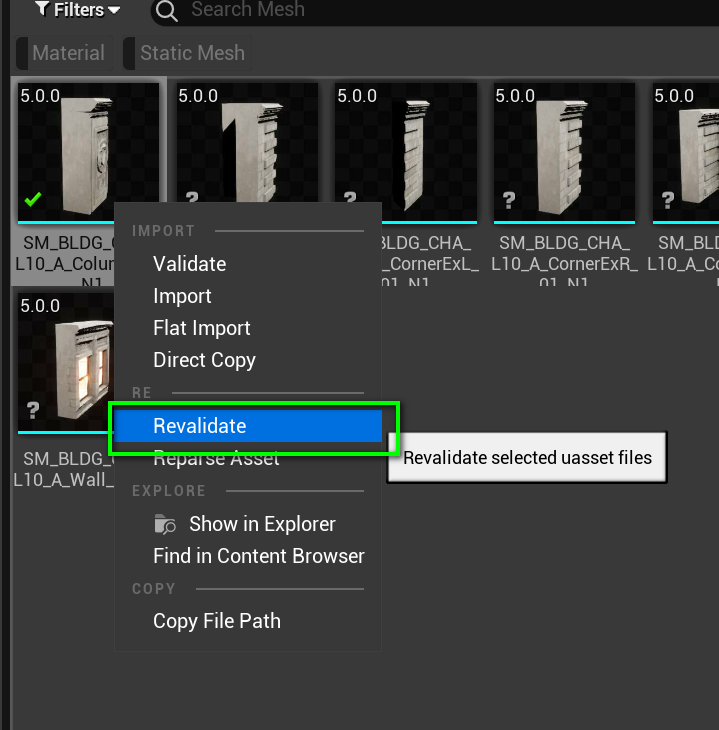 Filters
Search Mesh
Material
Static Mesh
5.0.0
5.0.0
5.0.0
5.0.0
5.0.0
?
?
?
?
SM_BLDG_
L10_A_Colu
N1
BLDG_CHA_
_CornerExL_
01_N1
SM_BLDG_CHA_
L10_A_CornerExR_
01_N1
SM_BL
L10_A_Co
5.0.0
?
SM_BLDG_
L10_A_Wall_
IMPORT
Validate
Import
Flat Import
Direct Copy
RE
Revalidate
Reparse Asset
Revalidate selected uasset files
EXPLORE
Show in Explorer
Find in Content Browser
COPY
Copy File Path